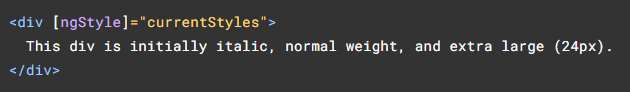 <div [ngStyle]="currentStyles">
  This div is initially italic, normal weight, and extra large (24px).
</div>